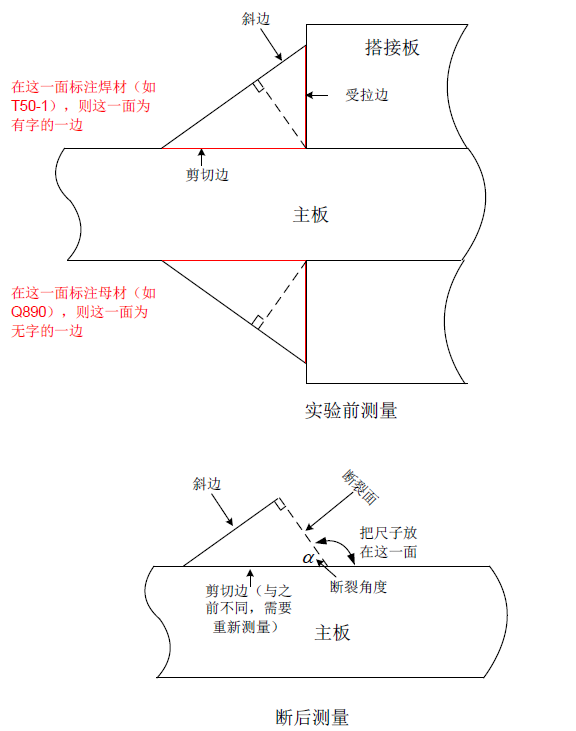 斜边
搭接板
在这一面标注焊材（如
T50-1），则这一面为
有字的一边
受拉边
剪切边
主板
在这一面标注母材（如
Q890），则这一面为
无字的一边
实验前测量
斜边
断裂面
把尺子放
在这一面
α
断裂角度
剪切边（与之
前不同，需要
重新测量）
主板
断后测量